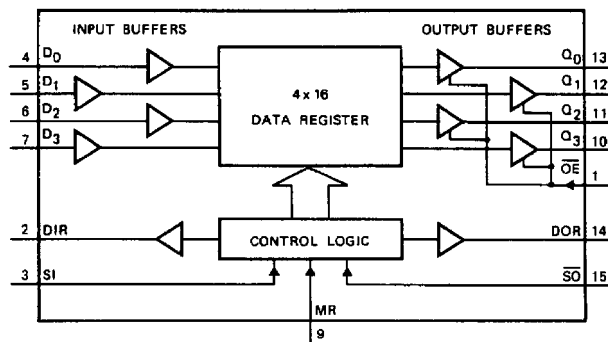 INPUT BUFFERS
OUTPUT BUFFERS
4 D0
5 D1
6 D2
7 D3
4 x 16
DATA REGISTER
Q0 13
Q1 12
Q2 11
Q3 10
OE 1
2 DIR
CONTROL LOGIC
DOR 14
3 SI
SO 15
MR
9